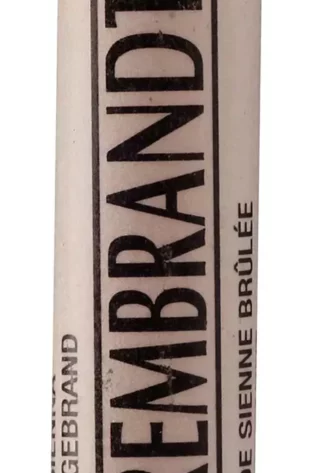 GEBRAND
REMBRANDT
DE SIENNE BRÛLÉE